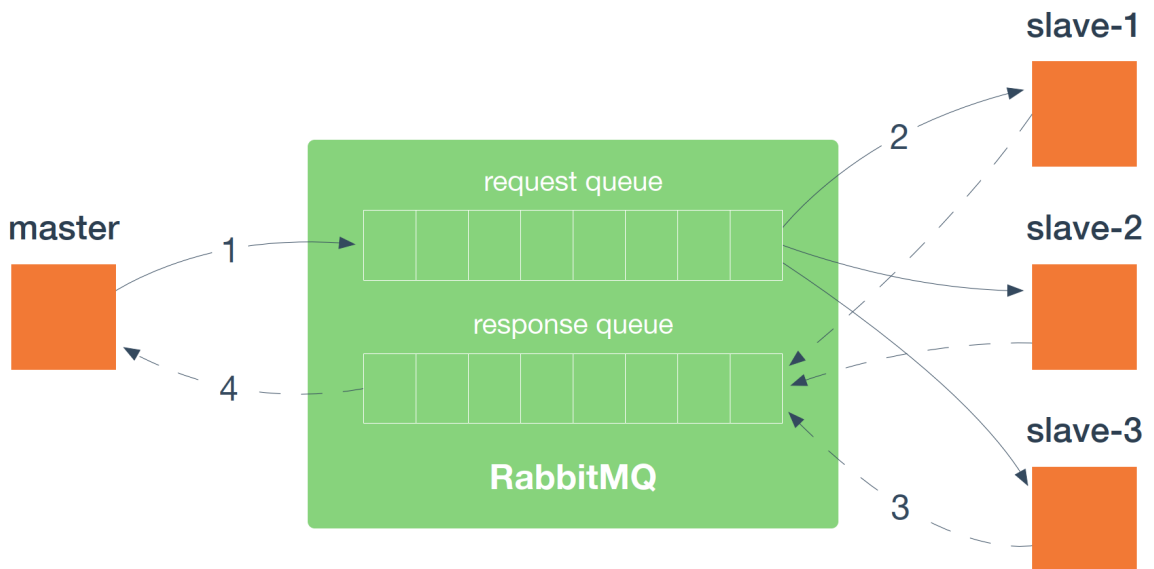 slave-1
2
request queue
master
1
slave-2
response queue
4
slave-3
RabbitMQ
3